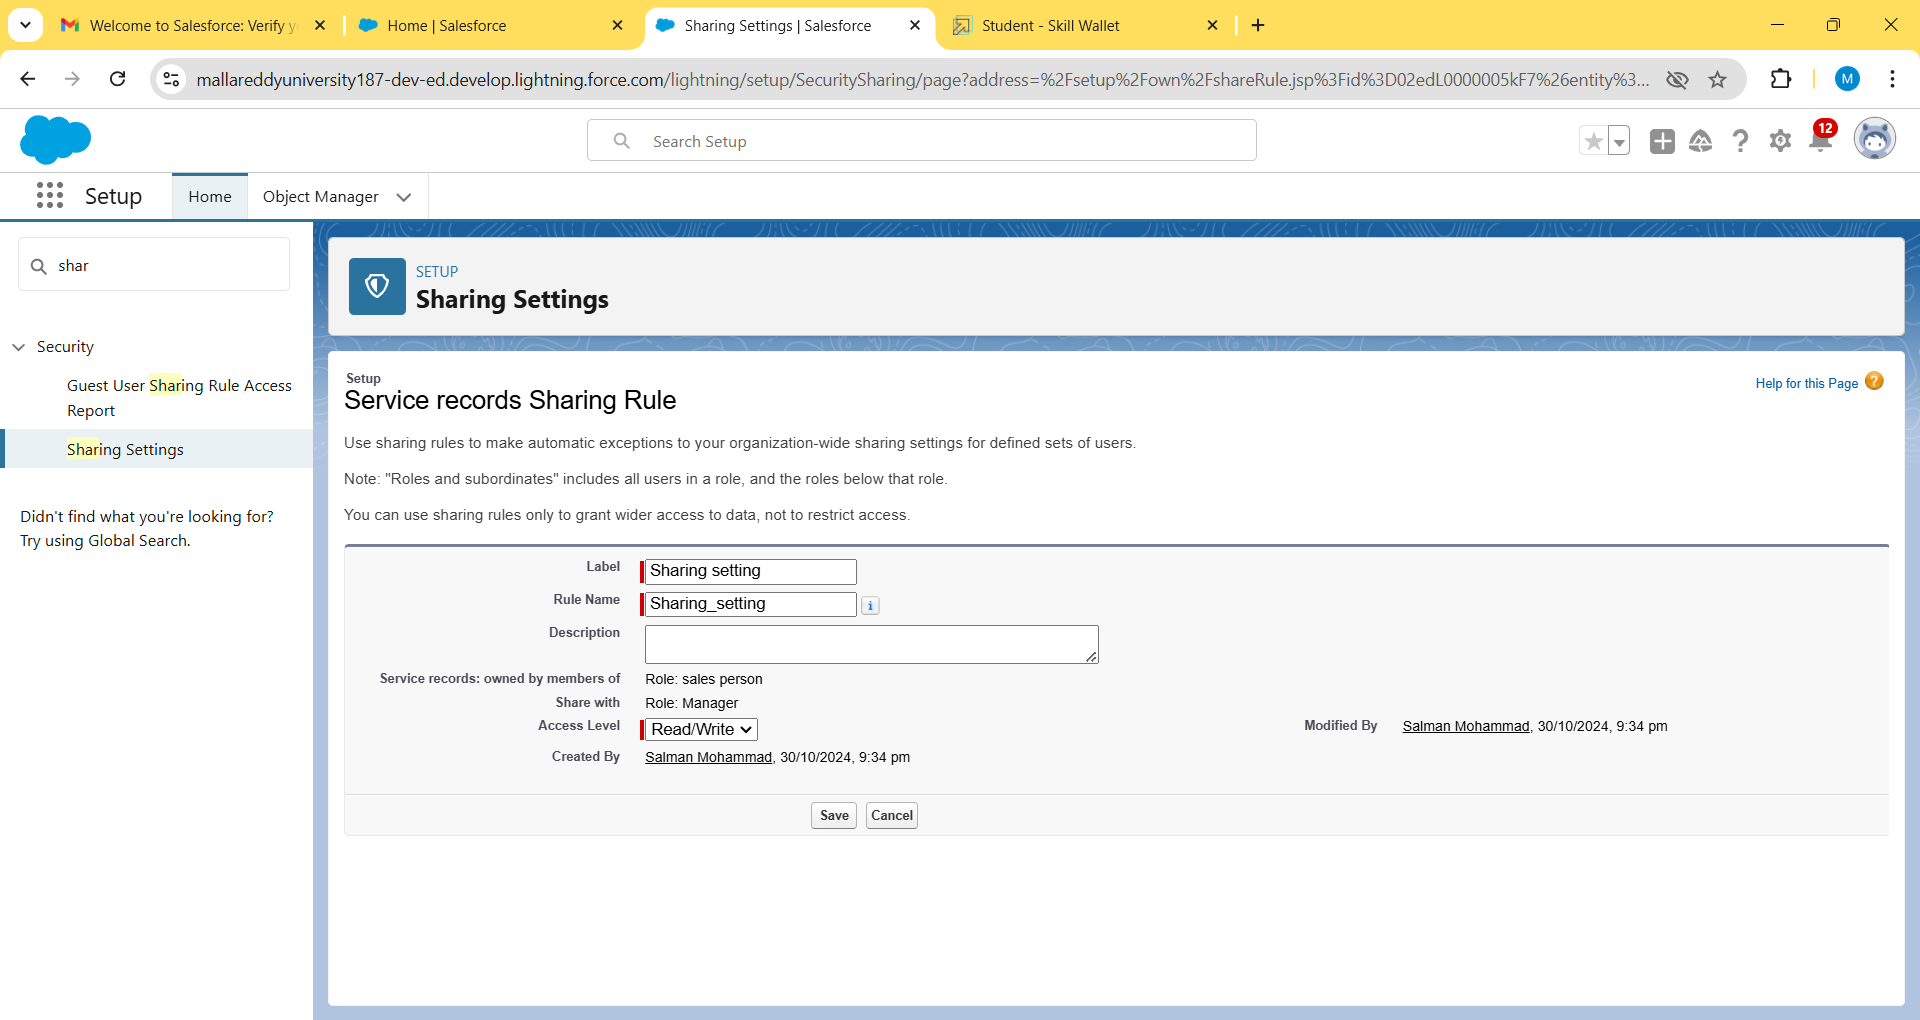 Welcome to Salesforce: Verify y
Home | Salesforce
Sharing Settings | Salesforce
Student - Skill Wallet
mallareddyuniversity187-dev-ed.develop.lightning.force.com/lightning/setup/SecuritySharing/page?address=%2Fsetup%2Fown%2FshareRule.jsp%3Fid%3D02edL0000005kF7%26entity%3...
M
Search Setup
12
Setup
Home
Object Manager
shar
Security
Guest User Sharing Rule Access
Report
Sharing Settings
Didn't find what you're looking for?
Try using Global Search.
SETUP
Sharing Settings
Setup
Service records Sharing Rule
Help for this Page ?
Use sharing rules to make automatic exceptions to your organization-wide sharing settings for defined sets of users.
Note: "Roles and subordinates" includes all users in a role, and the roles below that role.
You can use sharing rules only to grant wider access to data, not to restrict access.
Label Sharing setting
Rule Name Sharing_setting i
Description
Service records: owned by members of Role: sales person
Share with Role: Manager
Access Level Read/Write Modified By Salman Mohammad, 30/10/2024, 9:34 pm
Created By Salman Mohammad, 30/10/2024, 9:34 pm
Save Cancel